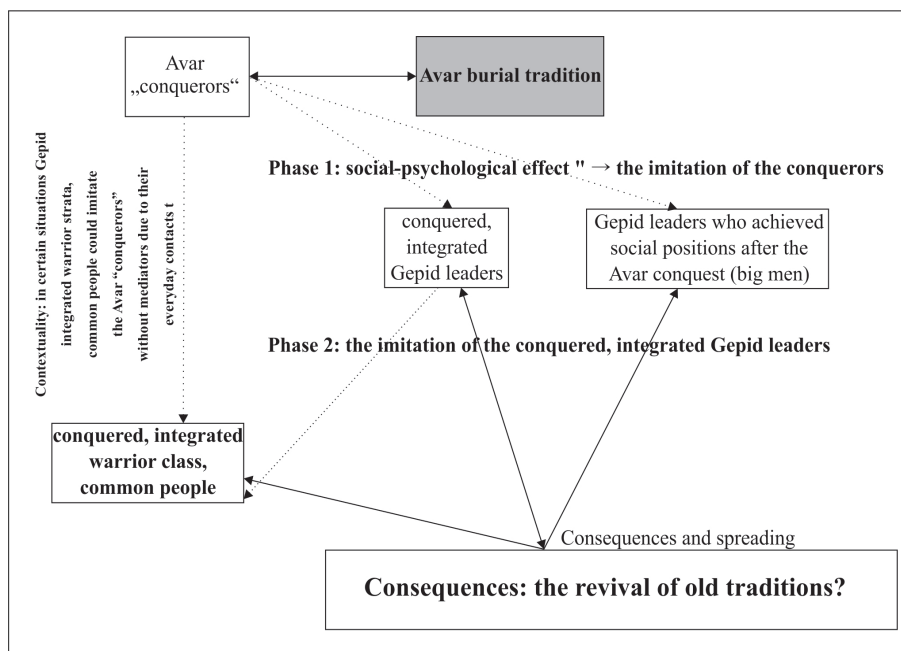 Avar
„conquerors“
Avar burial tradition
Phase 1: social-psychological effect " → the imitation of the conquerors
Contextuality: in certain situations Gepid
integrated warrior strata,
common people could imitate
the Avar “conquerors”
without mediators due to their
everyday contacts t
conquered,
integrated
Gepid leaders
Gepid leaders who achieved
social positions after the
Avar conquest (big men)
Phase 2: the imitation of the conquered, integrated Gepid leaders
conquered, integrated
warrior class,
common people
Consequences and spreading
Consequences: the revival of old traditions?